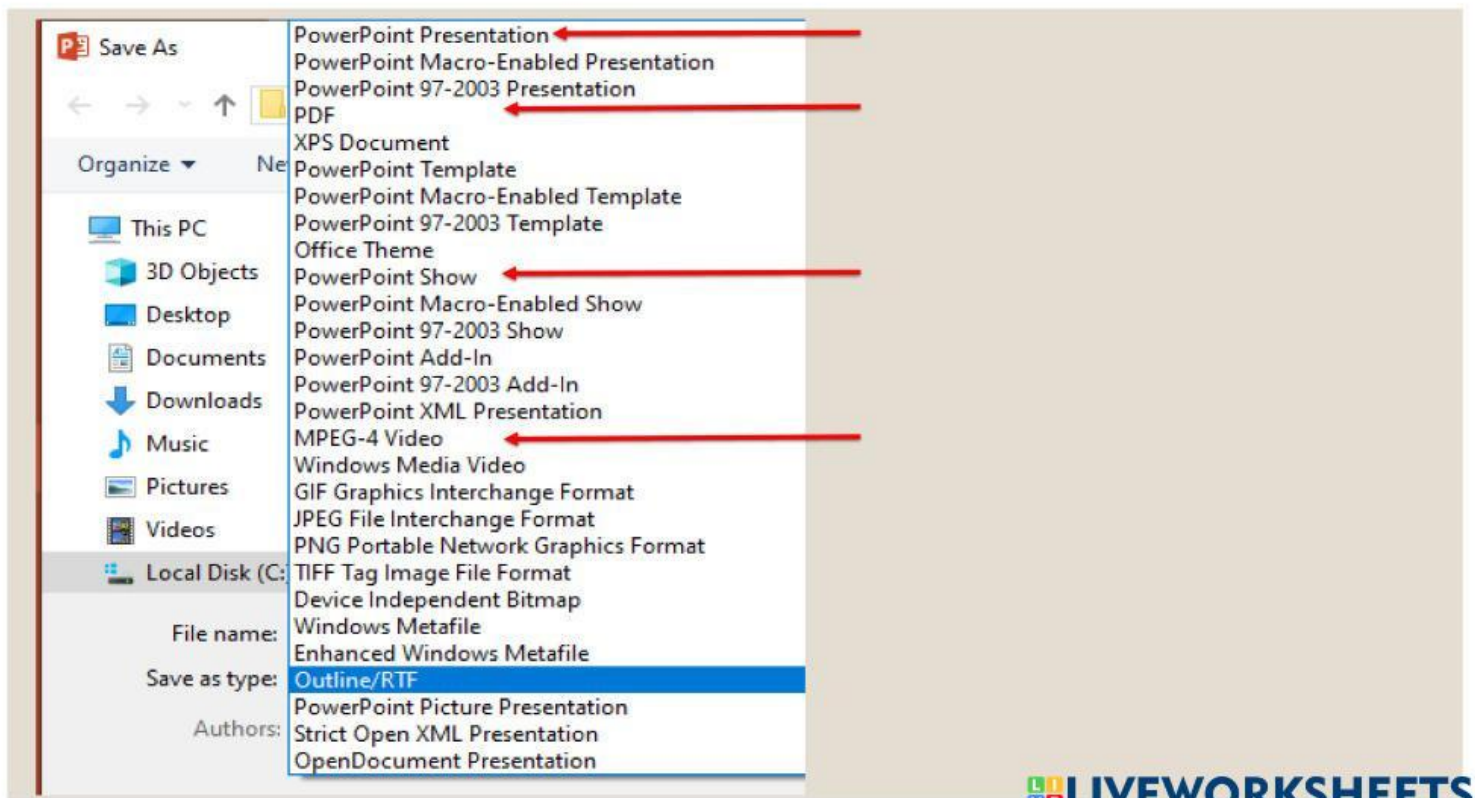 Save As
Organize
Ne
This PC
3D Objects
Desktop
Documents
Downloads
Music
Pictures
Videos
Local Disk (C:
File name:
Save as type:
Authors:
PowerPoint Presentation
PowerPoint Macro-Enabled Presentation
PowerPoint 97-2003 Presentation
PDF
XPS Document
PowerPoint Template
PowerPoint Macro-Enabled Template
PowerPoint 97-2003 Template
Office Theme
PowerPoint Show
PowerPoint Macro-Enabled Show
PowerPoint 97-2003 Show
PowerPoint Add-In
PowerPoint 97-2003 Add-In
PowerPoint XML Presentation
MPEG-4 Video
Windows Media Video
GIF Graphics Interchange Format
JPEG File Interchange Format
PNG Portable Network Graphics Format
TIFF Tag Image File Format
Device Independent Bitmap
Windows Metafile
Enhanced Windows Metafile
Outline/RTF
PowerPoint Picture Presentation
Strict Open XML Presentation
OpenDocument Presentation
LIVEWORKSHEETS